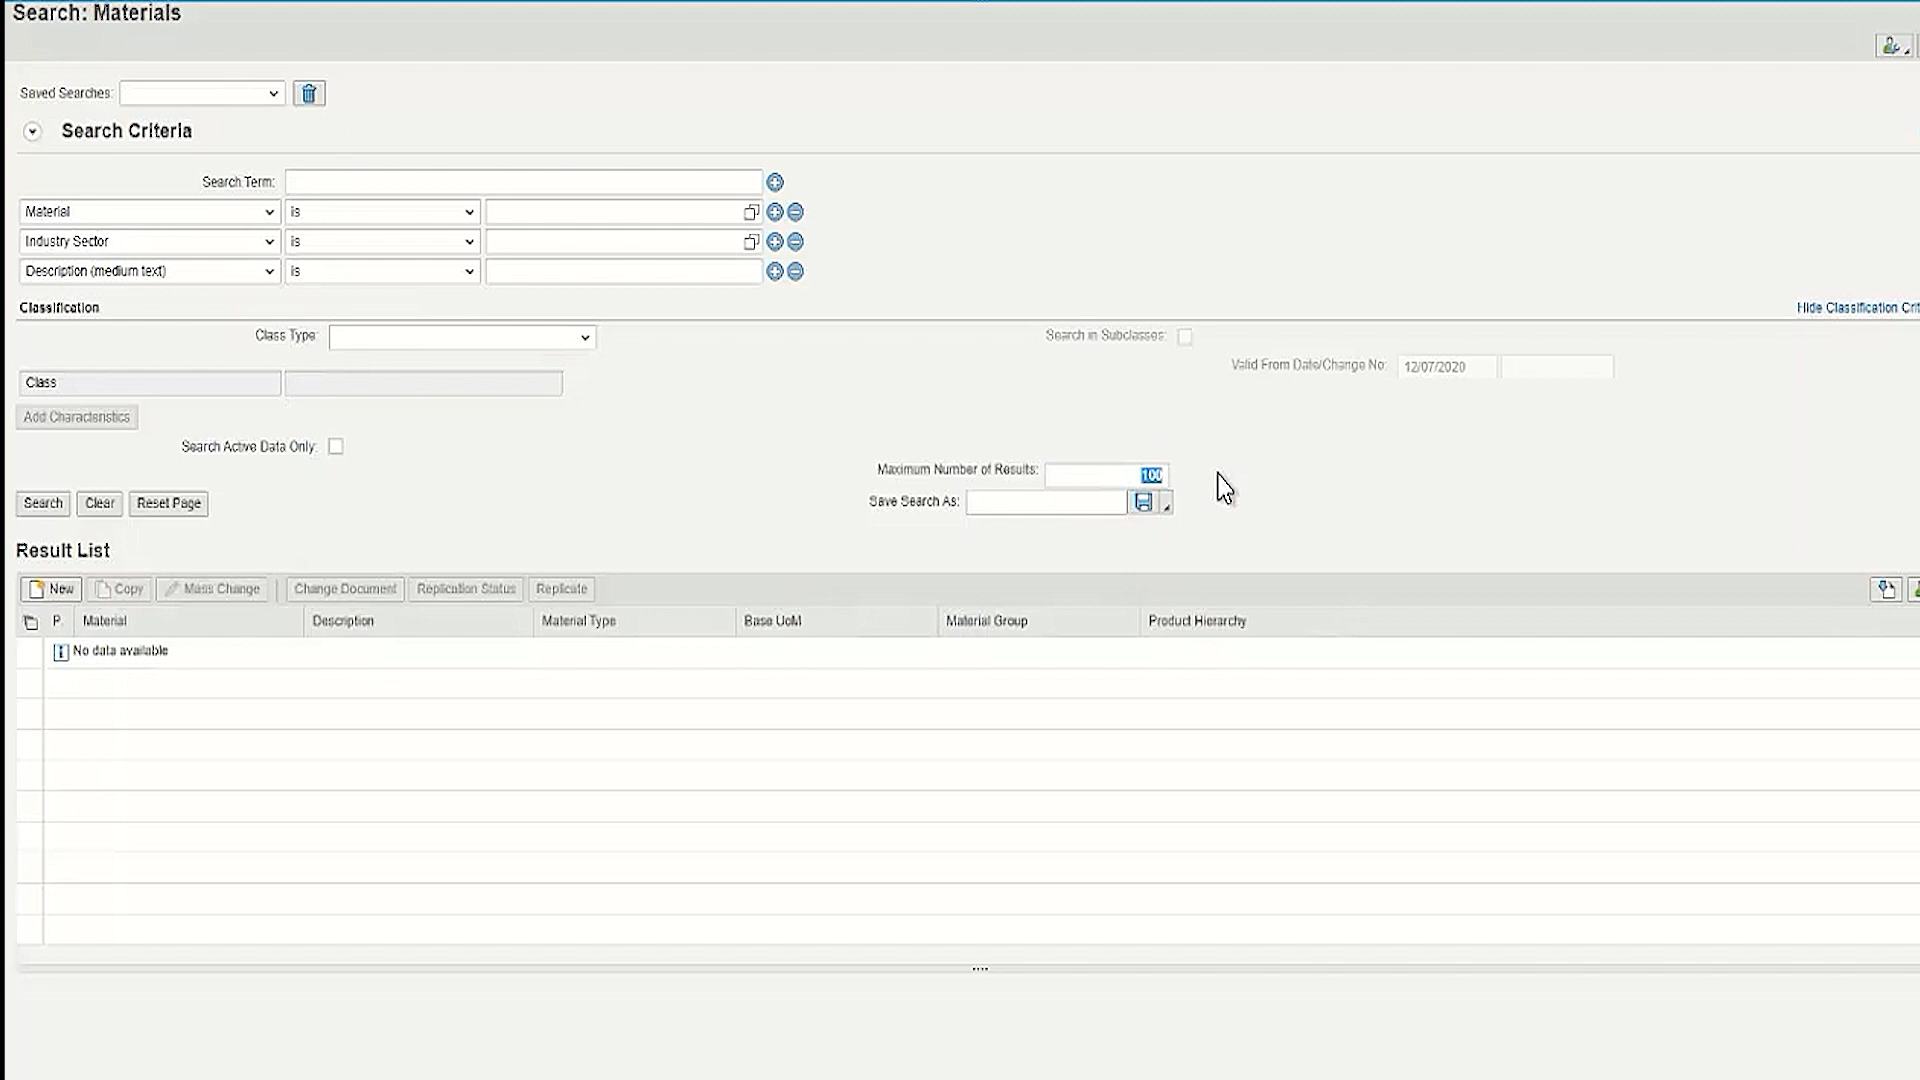 Search: Materials
Saved Searches:
Search Criteria
Search Term:
Material is
Industry Sector is
Description (medium text) is
Classification Hide Classification Crit
Class Type: Search in Subclasses:
Valid From Date/Change No: 12/07/2020
Class
Add Characteristics
Search Active Data Only:
Maximum Number of Results: 100
Save Search As:
Search Clear Reset Page
Result List
New Copy Mass Change Change Document Replication Status Replicate
P. Material Description Material Type Base UoM Material Group Product Hierarchy
No data available